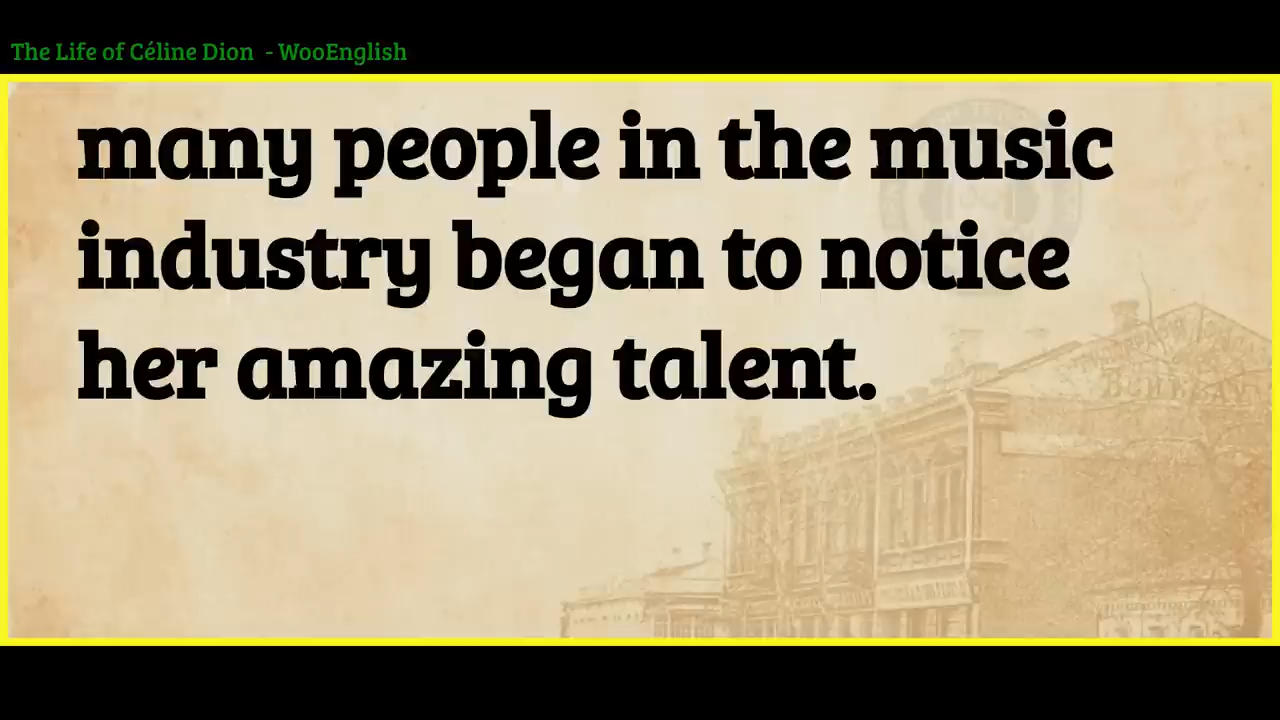 The Life of Céline Dion - WooEnglish
many people in the music
industry began to notice
her amazing talent.